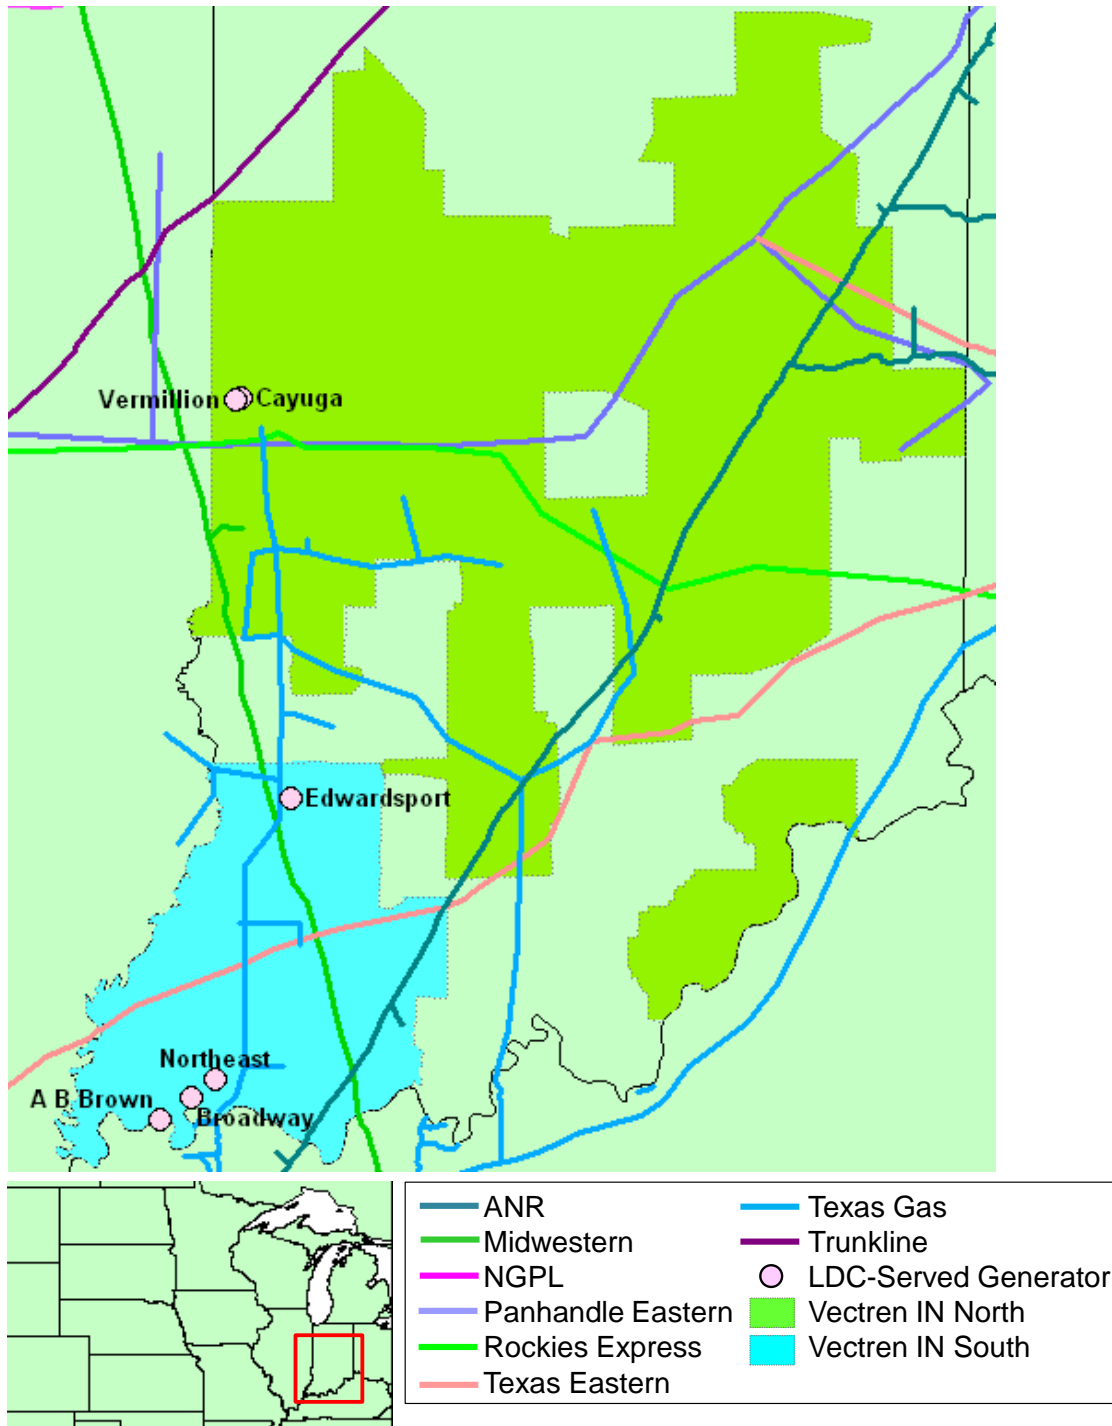 Vermillion Cayuga
Edwardsport
Northeast
A B Brown
Broadway
ANR
Midwestern
NGPL
Panhandle Eastern
Rockies Express
Texas Eastern
Texas Gas
Trunkline
LDC-Served Generator
Vectren IN North
Vectren IN South